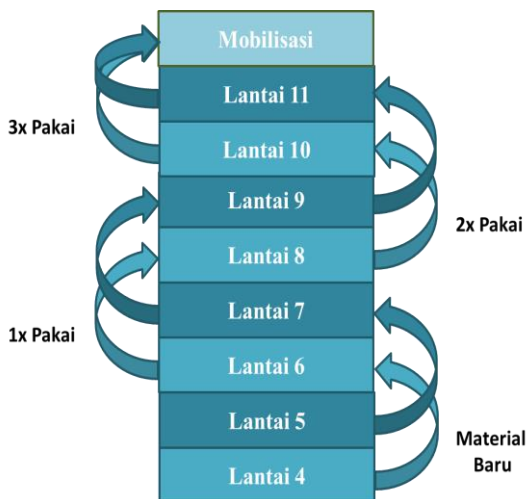 Mobilisasi
Lantai 11
3x Pakai
Lantai 10
Lantai 9
2x Pakai
Lantai 8
Lantai 7
1x Pakai
Lantai 6
Lantai 5
Material
Baru
Lantai 4